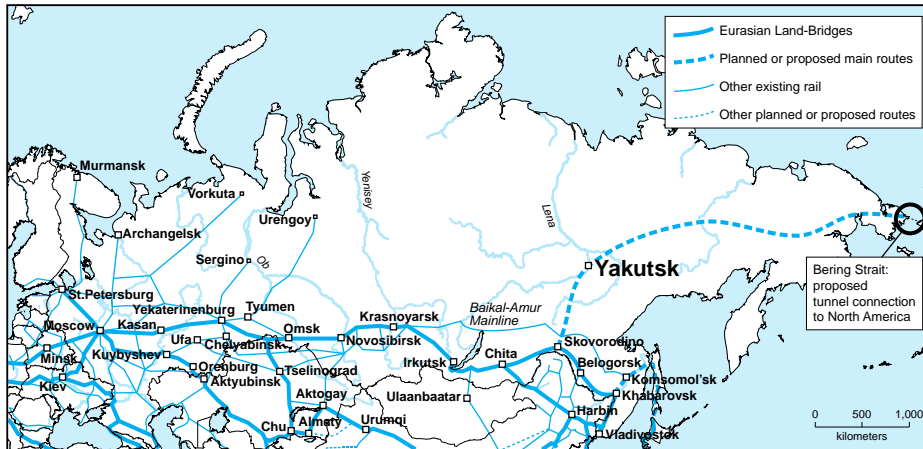 Eurasian Land-Bridges
Planned or proposed main routes
Other existing rail
Other planned or proposed routes
Murmansk
Vorkuta
Yenisey
Urengoy
Lena
Archangelsk
Sergino
Ob
Yakutsk
Bering Strait:
proposed
tunnel connection
to North America
St.Petersburg
Yekaterinenburg
Tyumen
Krasnoyarsk
Baikal-Amur
Mainline
Moscow
Kasan
Omsk
Ufa
Chelyabinsk
Novosibirsk
Skovorodino
Minsk
Kuybyshev
Irkutsk
Chita
Belogorsk
Orenburg
Tselinograd
Komsomol'sk
Kiev
Aktyubinsk
Aktogay
Ulaanbaatar
Khabarovsk
Harbin
Chu
Almaty
Urumqi
Vladivostok
0 500 1,000
kilometers